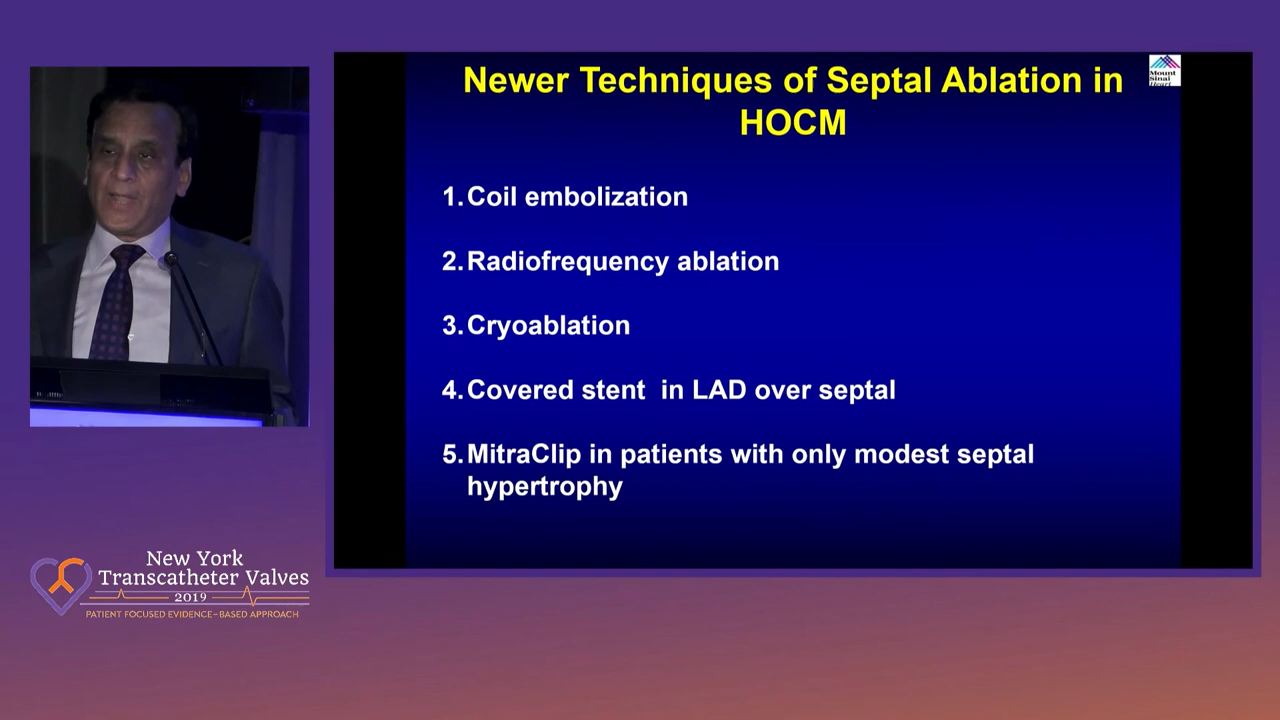 Newer Techniques of Septal Ablation in
HOCM
Mount
Sinai
Heart
1. Coil embolization
2. Radiofrequency ablation
3. Cryoablation
4. Covered stent  in LAD over septal
5. MitraClip in patients with only modest septal
hypertrophy
New York
Transcatheter Valves
2019
PATIENT FOCUSED EVIDENCE-BASED APPROACH